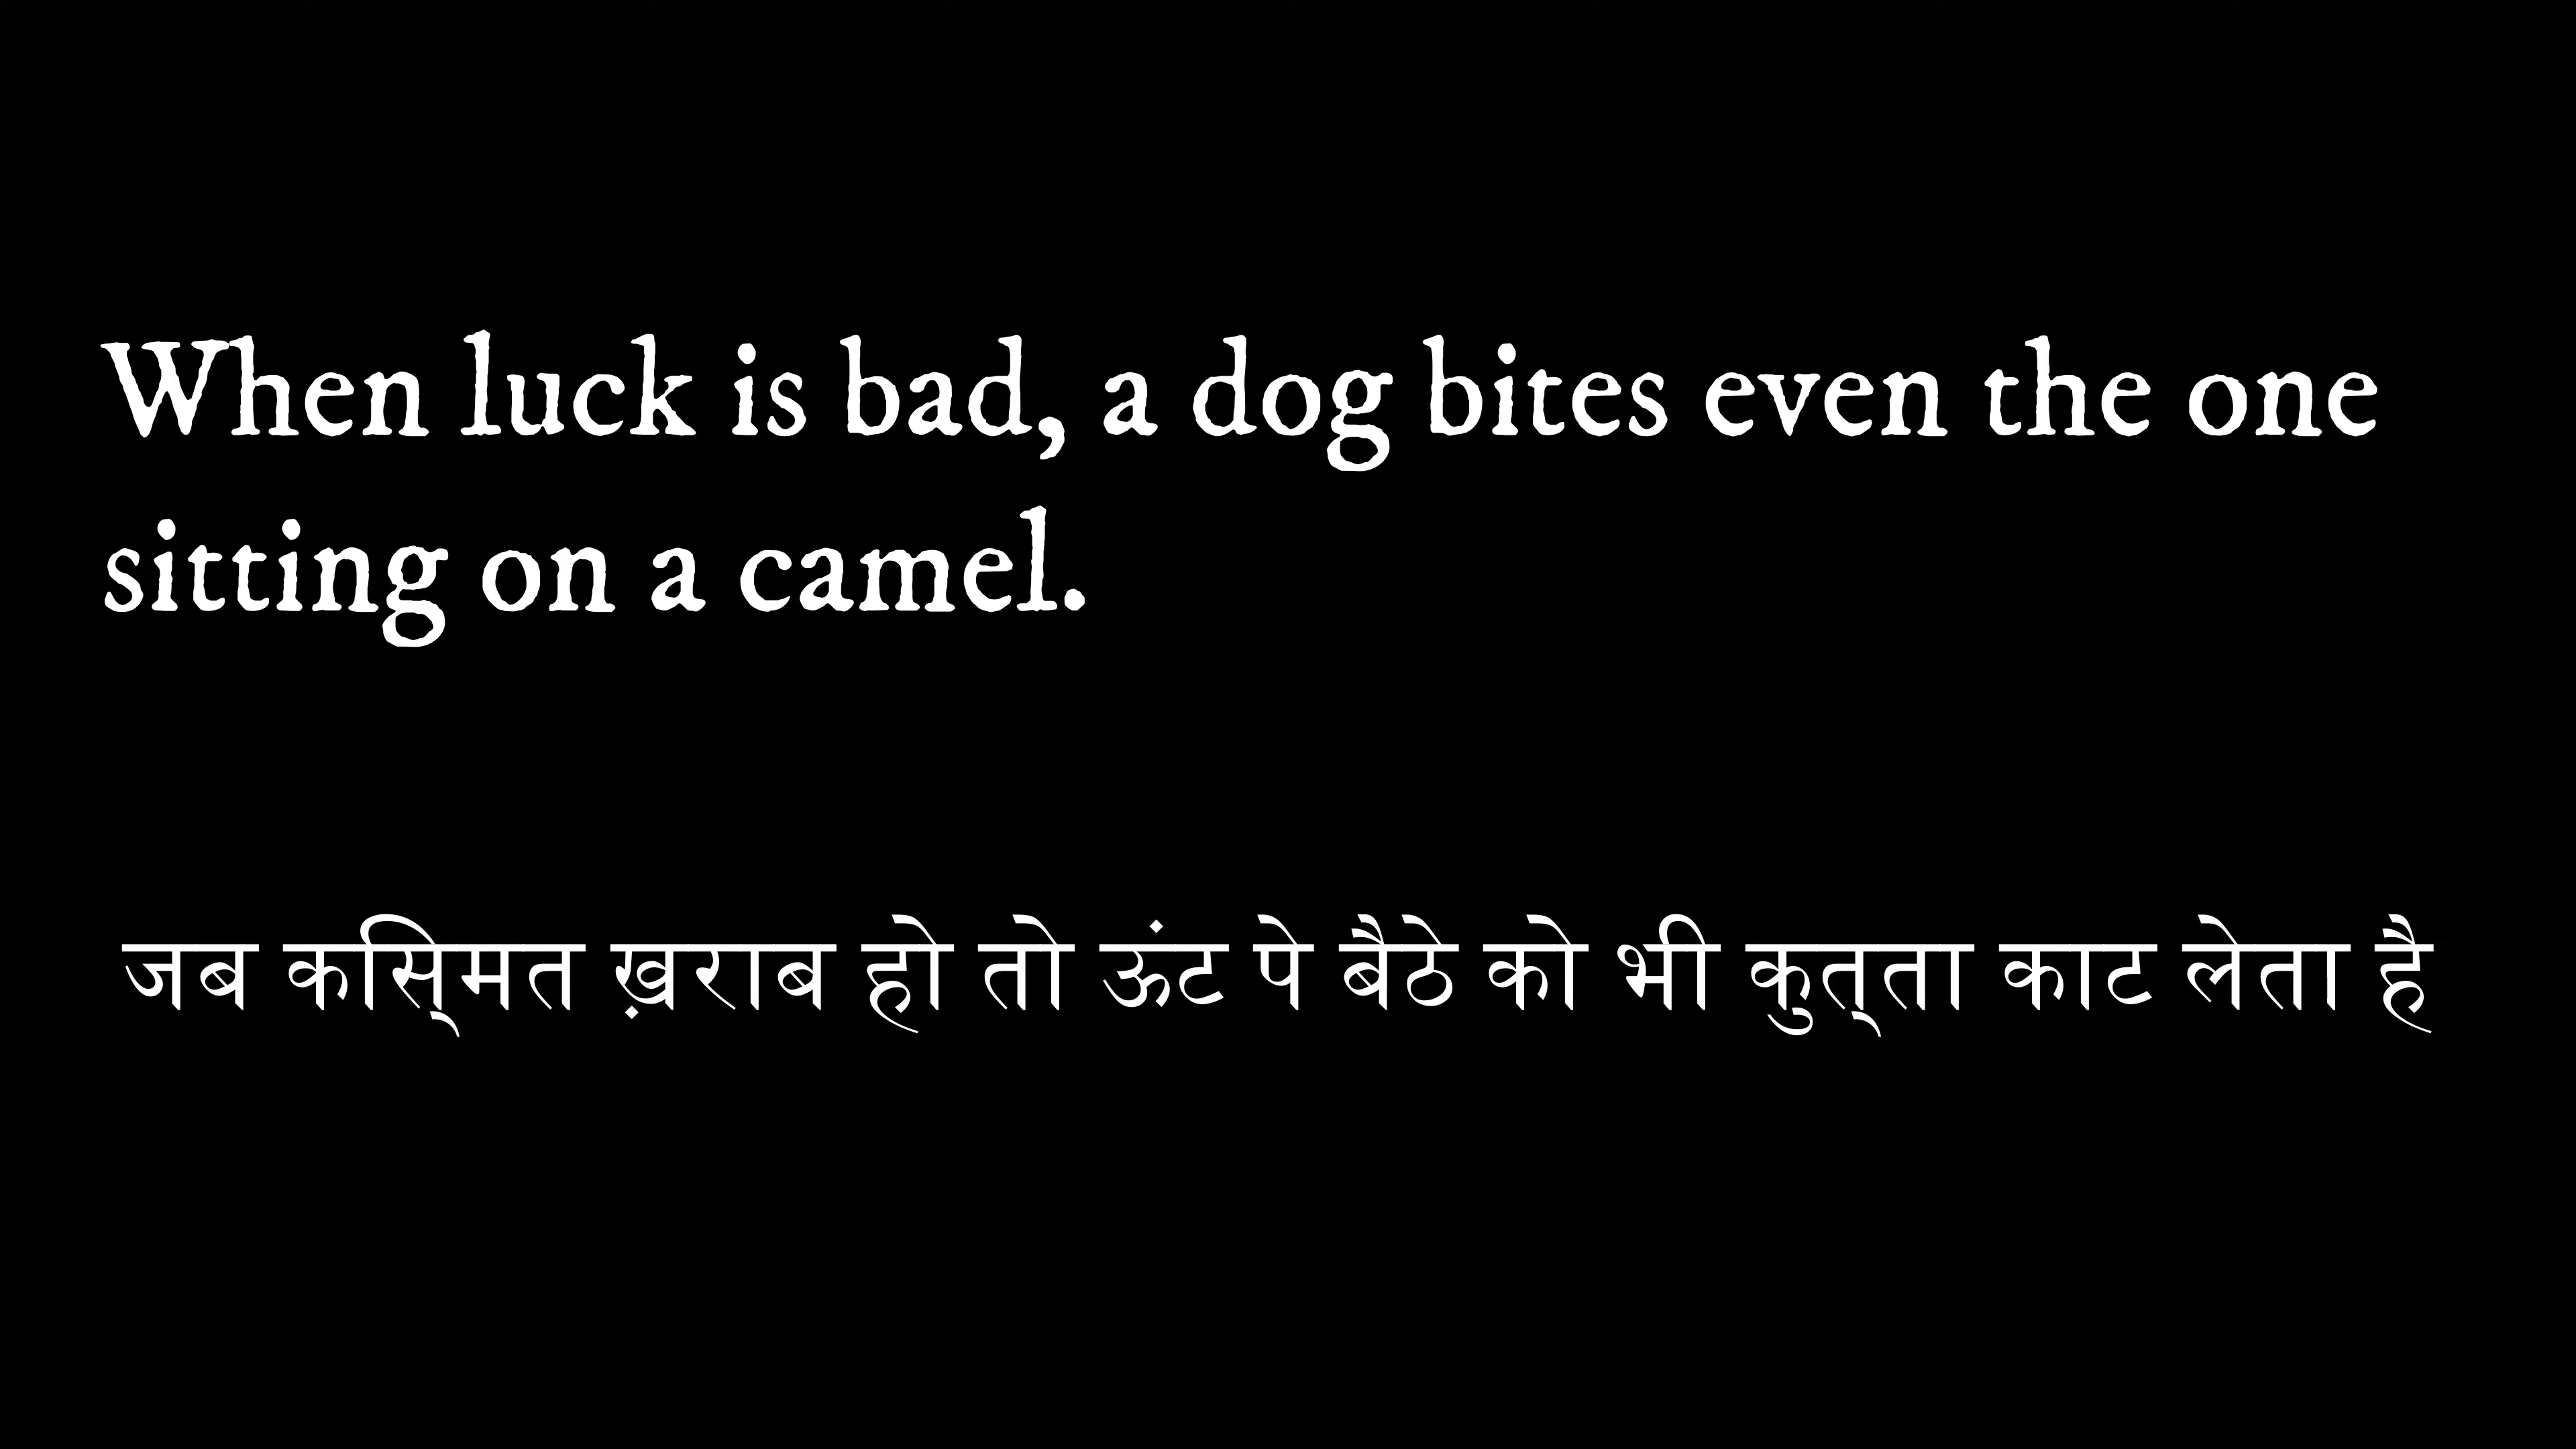 When luck is bad, a dog bites even the one
sitting on a camel.
जब किस्मत ख़राब हो तो ऊंट पे बैठे को भी कुत्ता काट लेता है